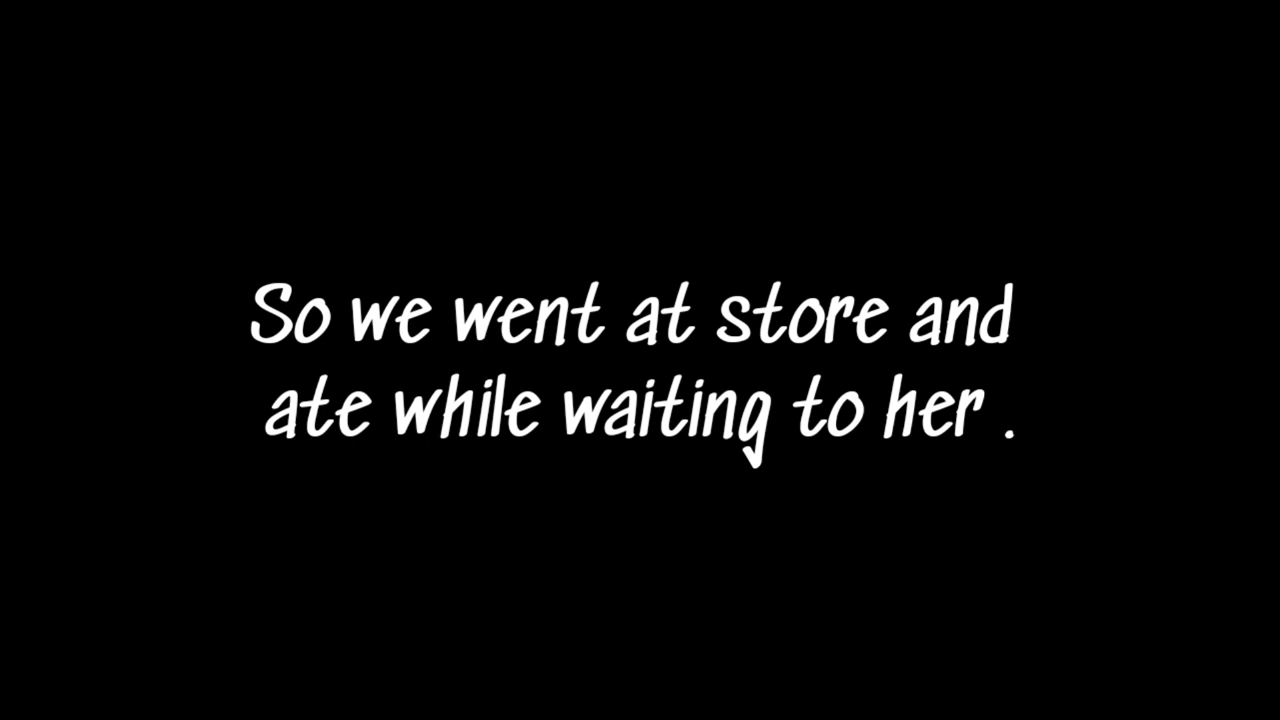 So we went at store and
ate while waiting to her .